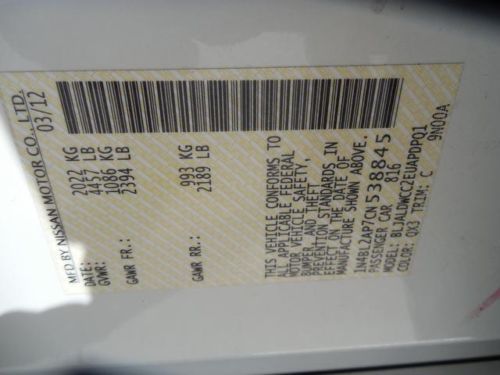 MFD BY NISSAN MOTOR CO., LTD.
DATE: 03/12
GVWR: 2022 KG
4457 LB
GAWR FR: 1086 KG
2394 LB
GAWR RR: 993 KG
2189 LB
THIS VEHICLE CONFORMS TO
ALL APPLICABLE FEDERAL
MOTOR VEHICLE SAFETY,
BUMPER, AND THEFT
PREVENTION STANDARDS IN
EFFECT ON THE DATE OF
MANUFACTURE SHOWN ABOVE.
1N4BL2AP7CN538845
PASSENGER CAR 816
MODEL: BL1ALDWCC2EUAPDPQ1
COLOR: QX3 TRIM: C 9N00A